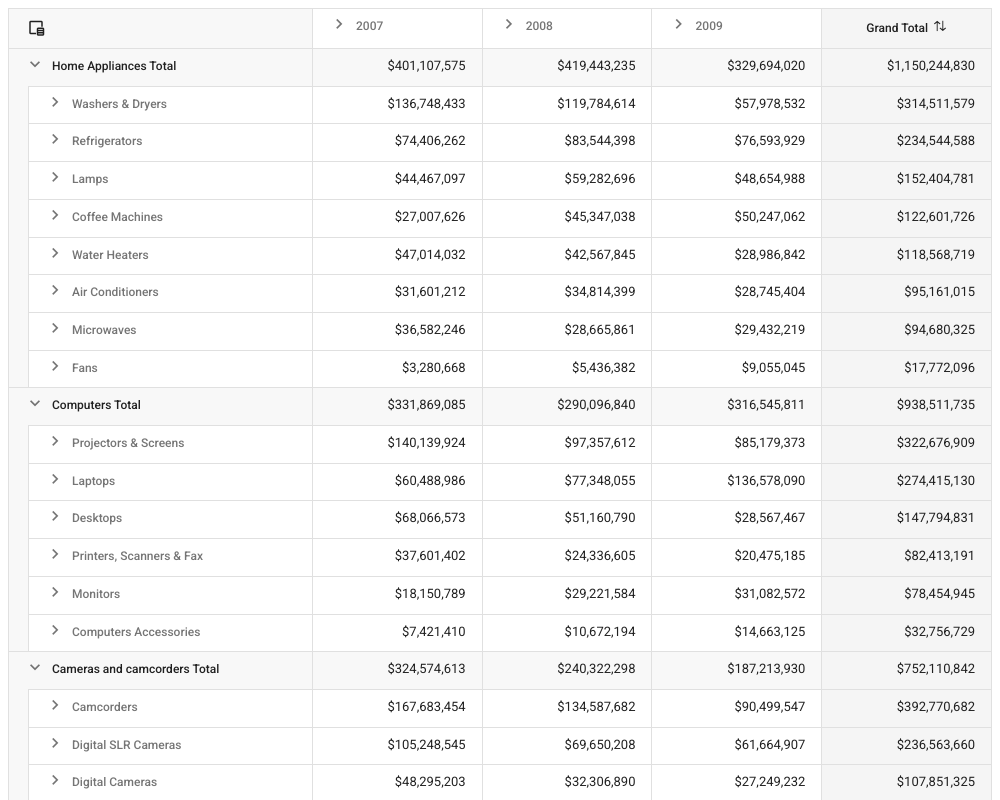 2007 2008 2009 Grand Total
Home Appliances Total $401,107,575 $419,443,235 $329,694,020 $1,150,244,830
Washers & Dryers $136,748,433 $119,784,614 $57,978,532 $314,511,579
Refrigerators $74,406,262 $83,544,398 $76,593,929 $234,544,588
Lamps $44,467,097 $59,282,696 $48,654,988 $152,404,781
Coffee Machines $27,007,626 $45,347,038 $50,247,062 $122,601,726
Water Heaters $47,014,032 $42,567,845 $28,986,842 $118,568,719
Air Conditioners $31,601,212 $34,814,399 $28,745,404 $95,161,015
Microwaves $36,582,246 $28,665,861 $29,432,219 $94,680,325
Fans $3,280,668 $5,436,382 $9,055,045 $17,772,096
Computers Total $331,869,085 $290,096,840 $316,545,811 $938,511,735
Projectors & Screens $140,139,924 $97,357,612 $85,179,373 $322,676,909
Laptops $60,488,986 $77,348,055 $136,578,090 $274,415,130
Desktops $68,066,573 $51,160,790 $28,567,467 $147,794,831
Printers, Scanners & Fax $37,601,402 $24,336,605 $20,475,185 $82,413,191
Monitors $18,150,789 $29,221,584 $31,082,572 $78,454,945
Computers Accessories $7,421,410 $10,672,194 $14,663,125 $32,756,729
Cameras and camcorders Total $324,574,613 $240,322,298 $187,213,930 $752,110,842
Camcorders $167,683,454 $134,587,682 $90,499,547 $392,770,682
Digital SLR Cameras $105,248,545 $69,650,208 $61,664,907 $236,563,660
Digital Cameras $48,295,203 $32,306,890 $27,249,232 $107,851,325